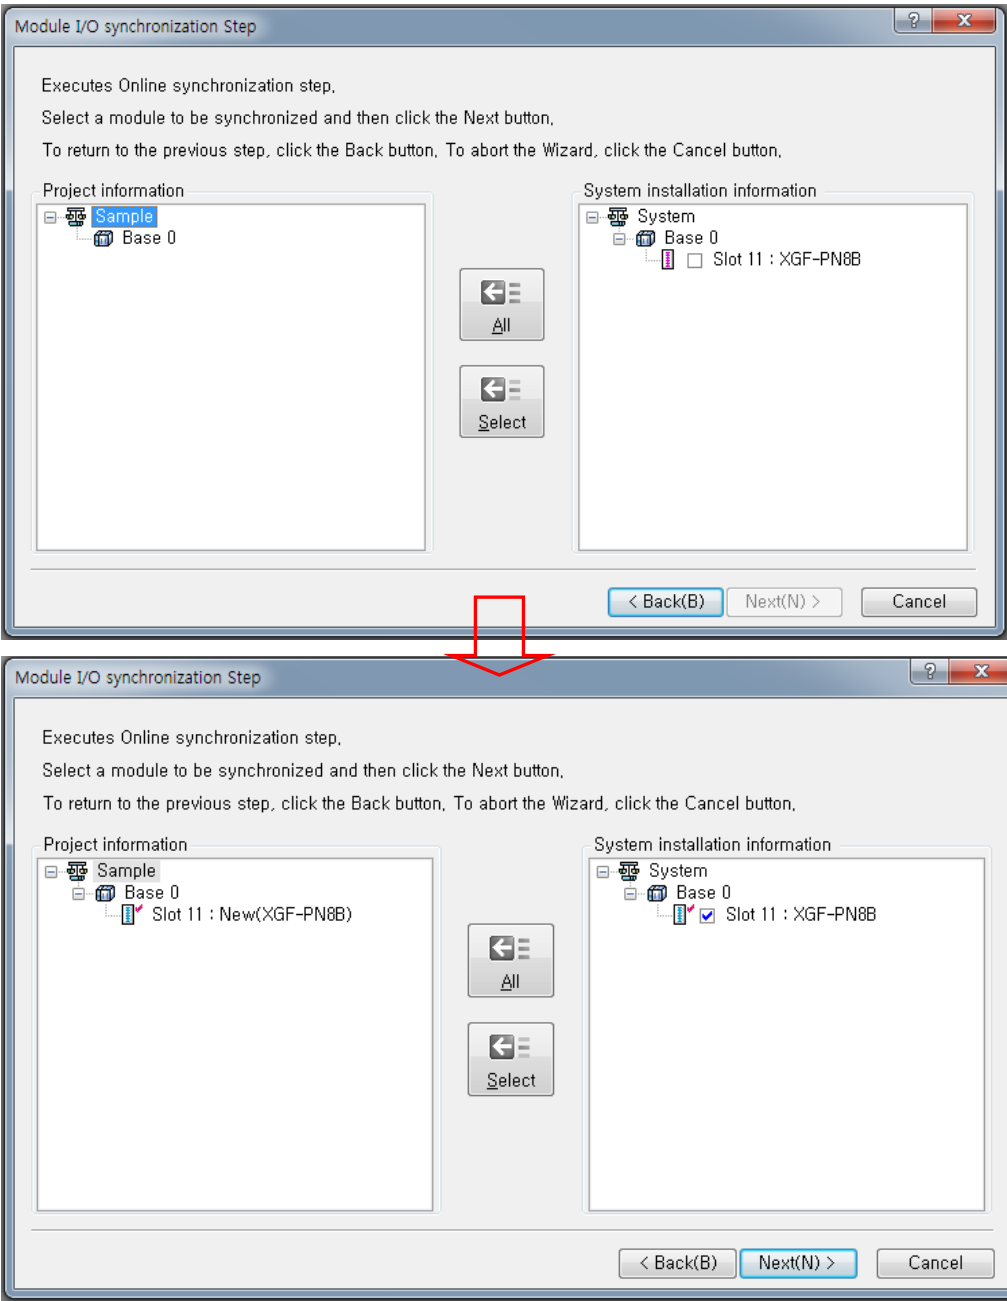 Module I/O synchronization Step
?
x
Executes Online synchronization step,
Select a module to be synchronized and then click the Next button,
To return to the previous step, click the Back button, To abort the Wizard, click the Cancel button,
Project information
System installation information
Sample
Base 0
System
Base 0
Slot 11 : XGF-PN8B
All
Select
< Back(B)
Next(N) >
Cancel
Module I/O synchronization Step
?
x
Executes Online synchronization step,
Select a module to be synchronized and then click the Next button,
To return to the previous step, click the Back button, To abort the Wizard, click the Cancel button,
Project information
System installation information
Sample
Base 0
Slot 11 : New(XGF-PN8B)
System
Base 0
Slot 11 : XGF-PN8B
All
Select
< Back(B)
Next(N) >
Cancel